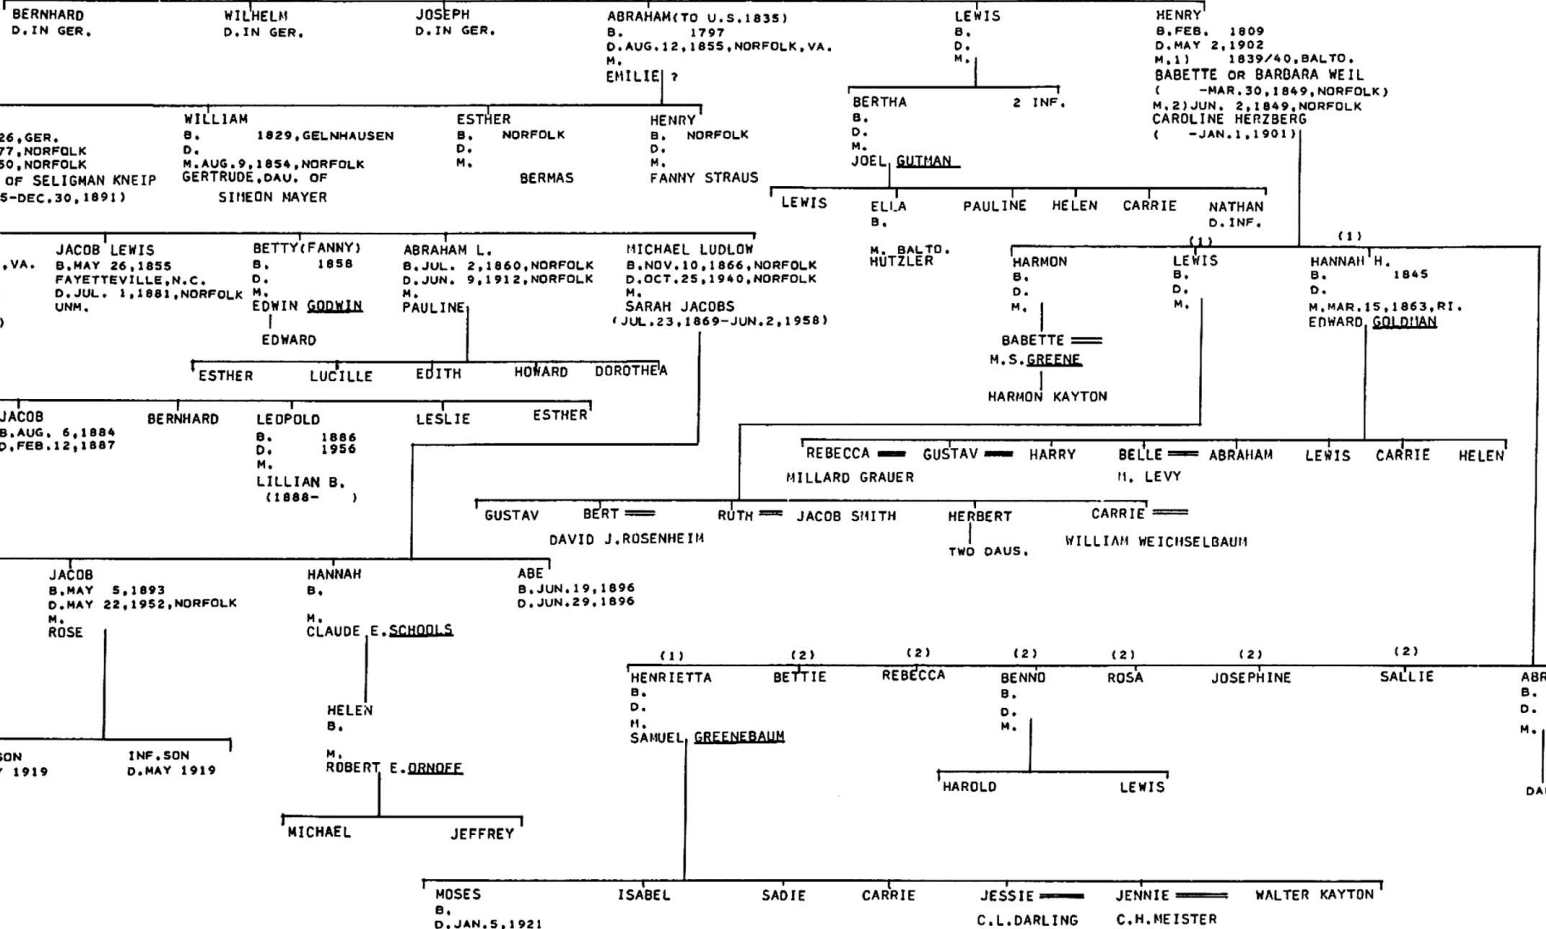 BERNHARD WILHELM JOSEPH ABRAHAM(TO U.S.1835) LEWIS HENRY
D.IN GER. D.IN GER. D.IN GER. B. 1797 B. B.FEB. 1809
D.AUG.12,1855,NORFOLK,VA. D. D.MAY 2,1902
M. M. M.1) 1839/40,BALTO.
EMILIE ? BABETTE OR BARBARA WEIL
( -MAR.30,1849,NORFOLK)
M.2)JUN. 2,1849,NORFOLK
CAROLINE HERZBERG
( -JAN.1,1901)
BERTHA 2 INF.
B.
D.
M.
JOEL GUTMAN
WILLIAM ESTHER HENRY
26,GER. B. 1829,GELNHAUSEN B. NORFOLK B. NORFOLK
77,NORFOLK D. D. D.
50,NORFOLK M.AUG.9,1854,NORFOLK M. M.
OF SELIGMAN KNEIP GERTRUDE,DAU. OF BERMAS FANNY STRAUS
5-DEC.30,1891) SIMEON MAYER
LEWIS ELLA PAULINE HELEN CARRIE NATHAN
B. D.INF.
M. BALTO.
HUTZLER
JACOB LEWIS BETTY(FANNY) ABRAHAM L. MICHAEL LUDLOW
,VA. B.MAY 26,1855 B. 1858 B.JUL. 2,1860,NORFOLK B.NOV.10,1866,NORFOLK
FAYETTEVILLE,N.C. D. D.JUN. 9,1912,NORFOLK D.OCT.25,1940,NORFOLK
D.JUL. 1,1881,NORFOLK M. M. M.
) UNM. EDWIN GODWIN PAULINE SARAH JACOBS
(JUL.23,1869-JUN.2,1958)
EDWARD
(1) (1)
HARMON LEWIS HANNAH H.
B. B. B. 1845
D. D. D.
M. M. M.MAR.15,1863,RI.
EDWARD GOLDMAN
BABETTE
M.S.GREENE
HARMON KAYTON
ESTHER LUCILLE EDITH HOWARD DOROTHEA
JACOB BERNHARD LEOPOLD LESLIE ESTHER
B.AUG. 6,1884 B. 1886
D.FEB.12,1887 D. 1956
M.
LILLIAN B.
(1888- )
REBECCA GUSTAV HARRY BELLE ABRAHAM LEWIS CARRIE HELEN
MILLARD GRAUER M. LEVY
GUSTAV BERT RUTH JACOB SMITH HERBERT CARRIE
DAVID J.ROSENHEIM TWO DAUS. WILLIAM WEICHSELBAUM
JACOB HANNAH ABE
B.MAY 5,1893 B. B.JUN.19,1896
D.MAY 22,1952,NORFOLK D.JUN.29,1896
M. M.
ROSE CLAUDE E.SCHOOLS
(1) (2) (2) (2) (2) (2) (2)
HENRIETTA BETTIE REBECCA BENNO ROSA JOSEPHINE SALLIE ABR
B. B. B.
D. D. D.
M. M. M.
SAMUEL GREENEBAUM
HELEN
B.
M.
ROBERT E.ORNOFF
SON INF.SON
Y 1919 D.MAY 1919
HAROLD LEWIS DAU
MICHAEL JEFFREY
MOSES ISABEL SADIE CARRIE JESSIE JENNIE WALTER KAYTON
B. C.L.DARLING C.H.MEISTER
D.JAN.5,1921